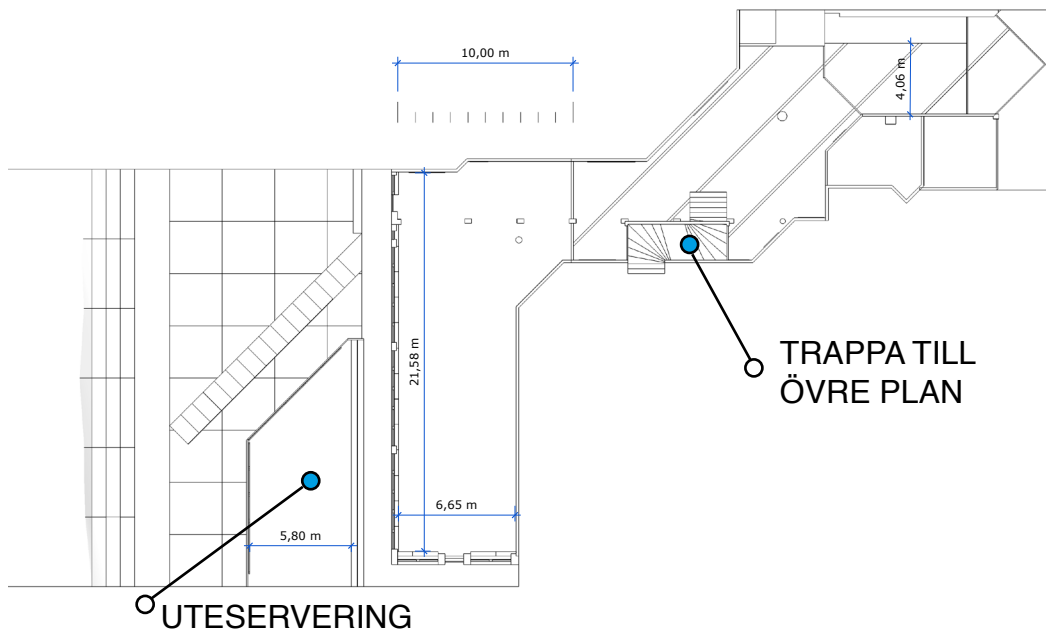 10,00 m
4,06 m
21,58 m
TRAPPA TILL
ÖVRE PLAN
6,65 m
5,80 m
UTESERVERING